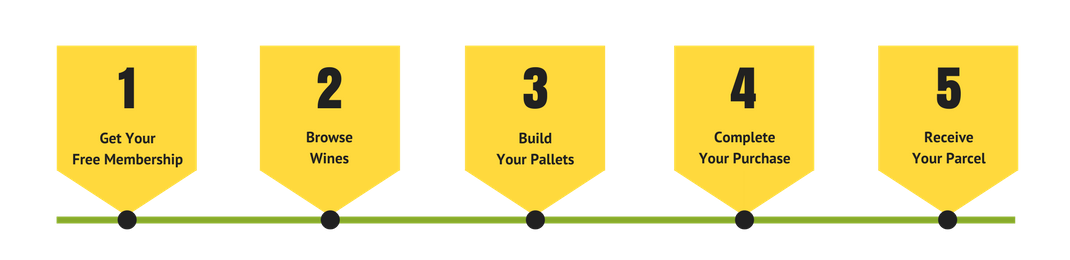 1
Get Your
Free Membership
2
Browse
Wines
3
Build
Your Pallets
4
Complete
Your Purchase
5
Receive
Your Parcel